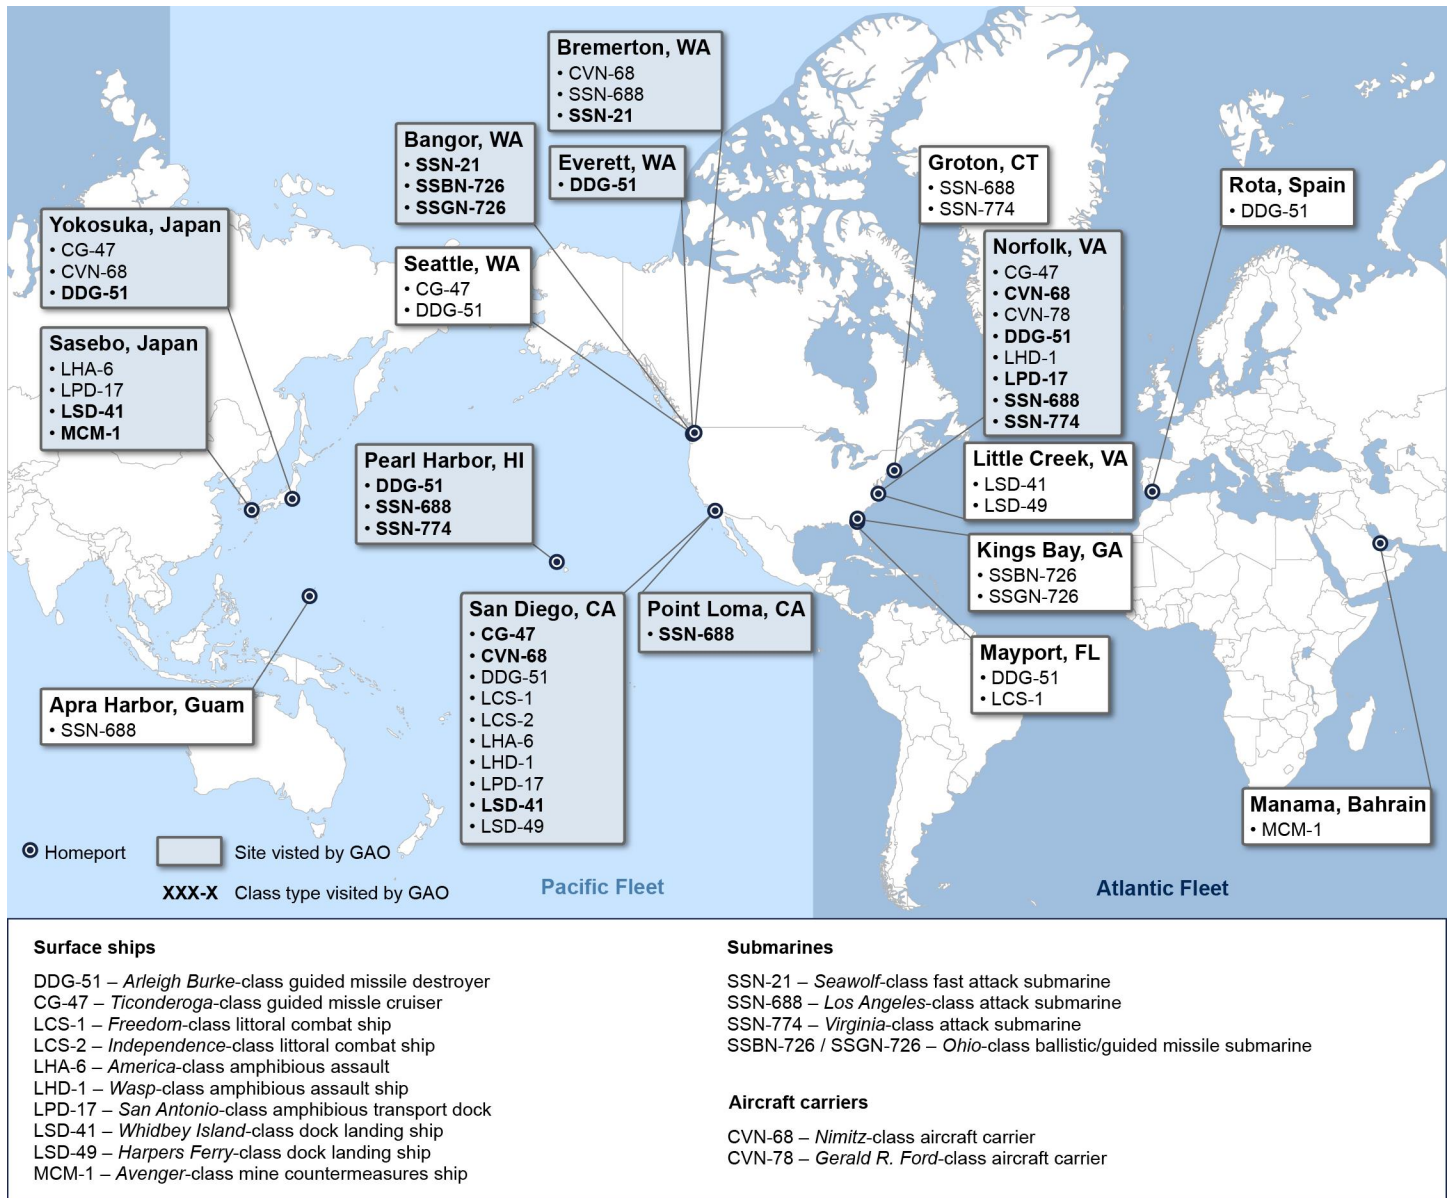 Bremerton, WA
• CVN-68
• SSN-688
• SSN-21
Bangor, WA
• SSN-21
• SSBN-726
• SSGN-726
Everett, WA
• DDG-51
Groton, CT
• SSN-688
• SSN-774
Rota, Spain
• DDG-51
Yokosuka, Japan
• CG-47
• CVN-68
• DDG-51
Seattle, WA
• CG-47
• DDG-51
Norfolk, VA
• CG-47
• CVN-68
• CVN-78
• DDG-51
• LHD-1
• LPD-17
• SSN-688
• SSN-774
Sasebo, Japan
• LHA-6
• LPD-17
• LSD-41
• MCM-1
Pearl Harbor, HI
• DDG-51
• SSN-688
• SSN-774
Little Creek, VA
• LSD-41
• LSD-49
Kings Bay, GA
• SSBN-726
• SSGN-726
San Diego, CA
• CG-47
• CVN-68
• DDG-51
• LCS-1
• LCS-2
• LHA-6
• LHD-1
• LPD-17
• LSD-41
• LSD-49
Point Loma, CA
• SSN-688
Mayport, FL
• DDG-51
• LCS-1
Apra Harbor, Guam
• SSN-688
Manama, Bahrain
• MCM-1
Homeport
Site visted by GAO
XXX-X Class type visited by GAO
Pacific Fleet
Atlantic Fleet
Surface ships
DDG-51 – Arleigh Burke-class guided missile destroyer
CG-47 – Ticonderoga-class guided missle cruiser
LCS-1 – Freedom-class littoral combat ship
LCS-2 – Independence-class littoral combat ship
LHA-6 – America-class amphibious assault
LHD-1 – Wasp-class amphibious assault ship
LPD-17 – San Antonio-class amphibious transport dock
LSD-41 – Whidbey Island-class dock landing ship
LSD-49 – Harpers Ferry-class dock landing ship
MCM-1 – Avenger-class mine countermeasures ship
Submarines
SSN-21 – Seawolf-class fast attack submarine
SSN-688 – Los Angeles-class attack submarine
SSN-774 – Virginia-class attack submarine
SSBN-726 / SSGN-726 – Ohio-class ballistic/guided missile submarine
Aircraft carriers
CVN-68 – Nimitz-class aircraft carrier
CVN-78 – Gerald R. Ford-class aircraft carrier